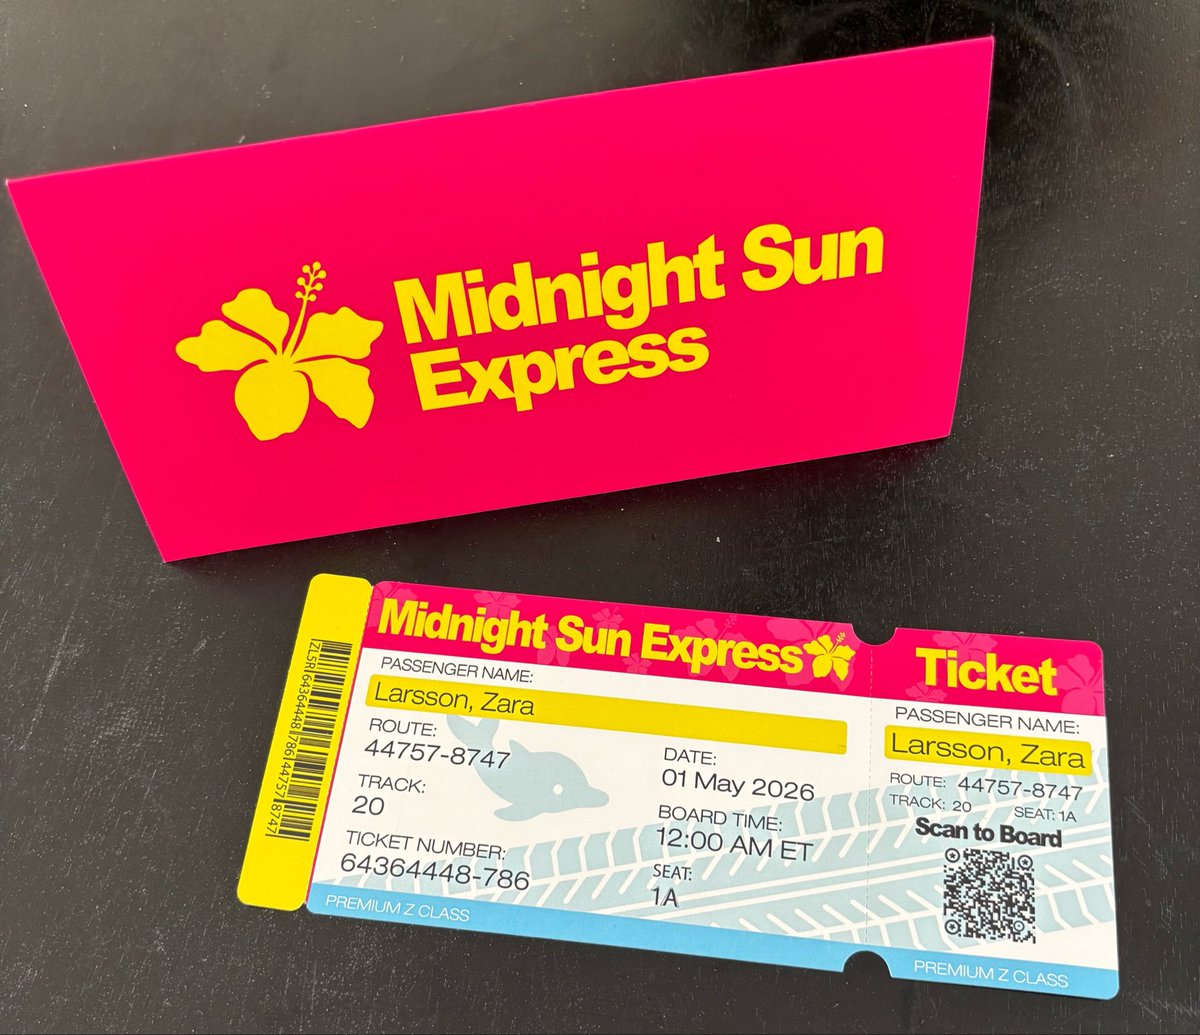 Midnight Sun
Express
Midnight Sun Express
PASSENGER NAME:
Larsson, Zara
ROUTE:
44757-8747
TRACK:
20
TICKET NUMBER:
64364448-786
DATE:
01 May 2026
BOARD TIME:
12:00 AM ET
SEAT:
1A
PREMIUM Z CLASS
Ticket
PASSENGER NAME:
Larsson, Zara
ROUTE: 44757-8747
TRACK: 20 SEAT: 1A
Scan to Board
PREMIUM Z CLASS